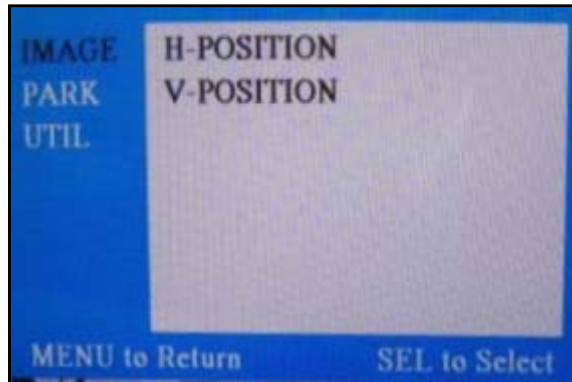 IMAGE H-POSITION
PARK V-POSITION
UTIL
MENU to Return SEL to Select